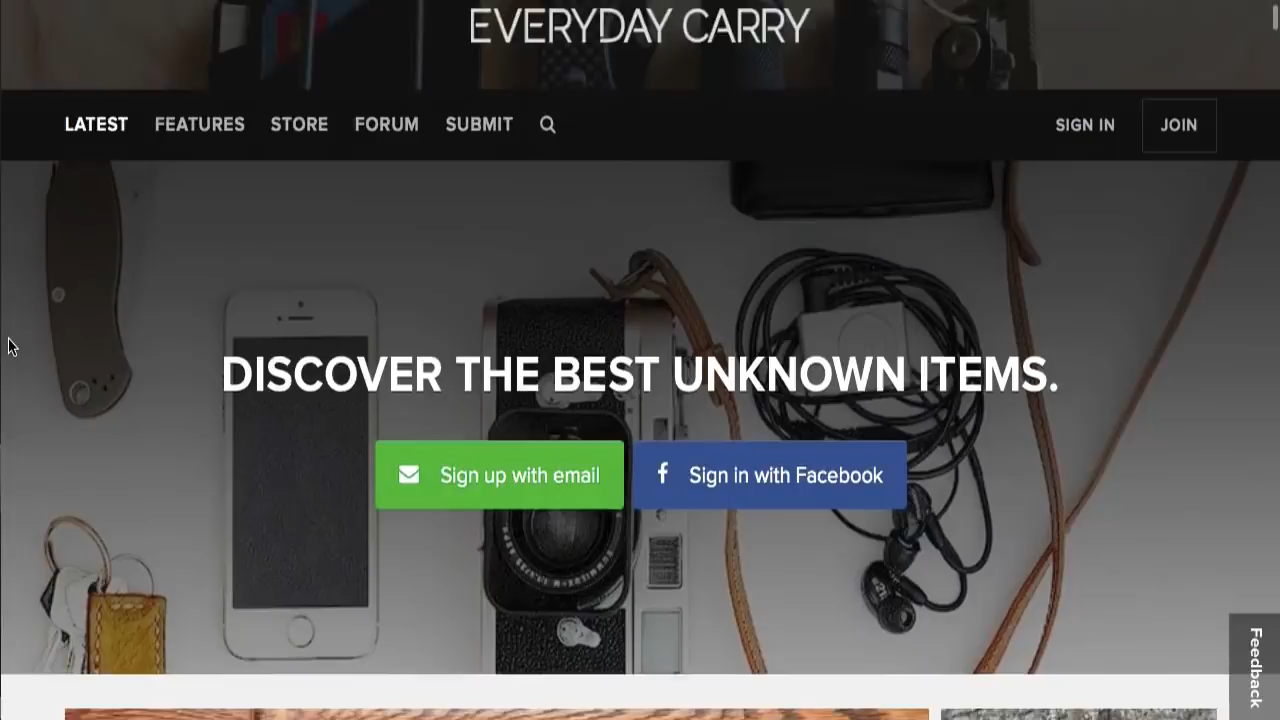 EVERYDAY CARRY
LATEST FEATURES STORE FORUM SUBMIT SIGN IN JOIN
DISCOVER THE BEST UNKNOWN ITEMS.
Sign up with email Sign in with Facebook
Feedback